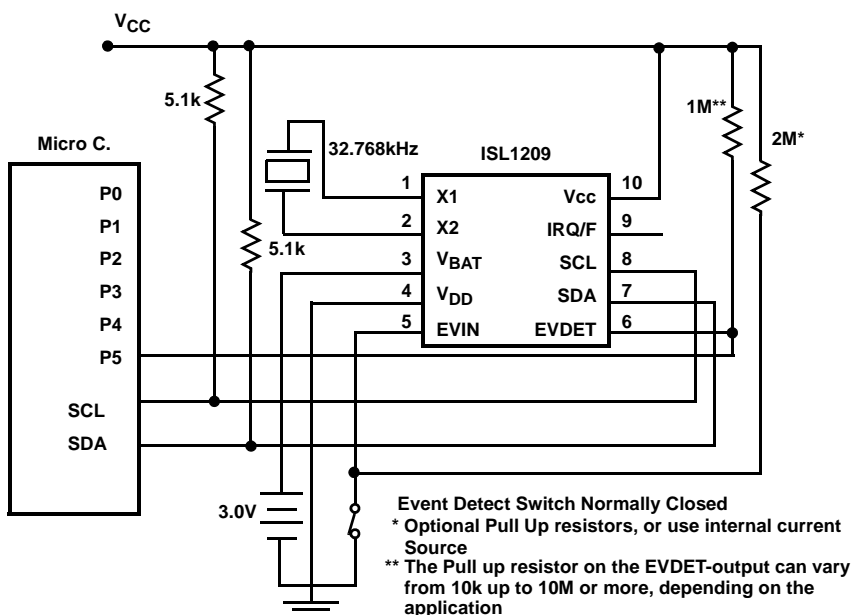 VCC
5.1k
1M**
2M*
Micro C.
32.768kHz
ISL1209
P0
P1
P2
P3
P4
P5
SCL
SDA
5.1k
1
X1
Vcc
10
2
X2
IRQ/F
9
3
VBAT
SCL
8
4
VDD
SDA
7
5
EVIN
EVDET
6
3.0V
Event Detect Switch Normally Closed
* Optional Pull Up resistors, or use internal current
Source
** The Pull up resistor on the EVDET-output can vary
from 10k up to 10M or more, depending on the
application